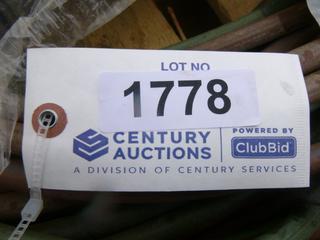 LOT NO
1778
CENTURY AUCTIONS
POWERED BY
ClubBid
A DIVISION OF CENTURY SERVICES